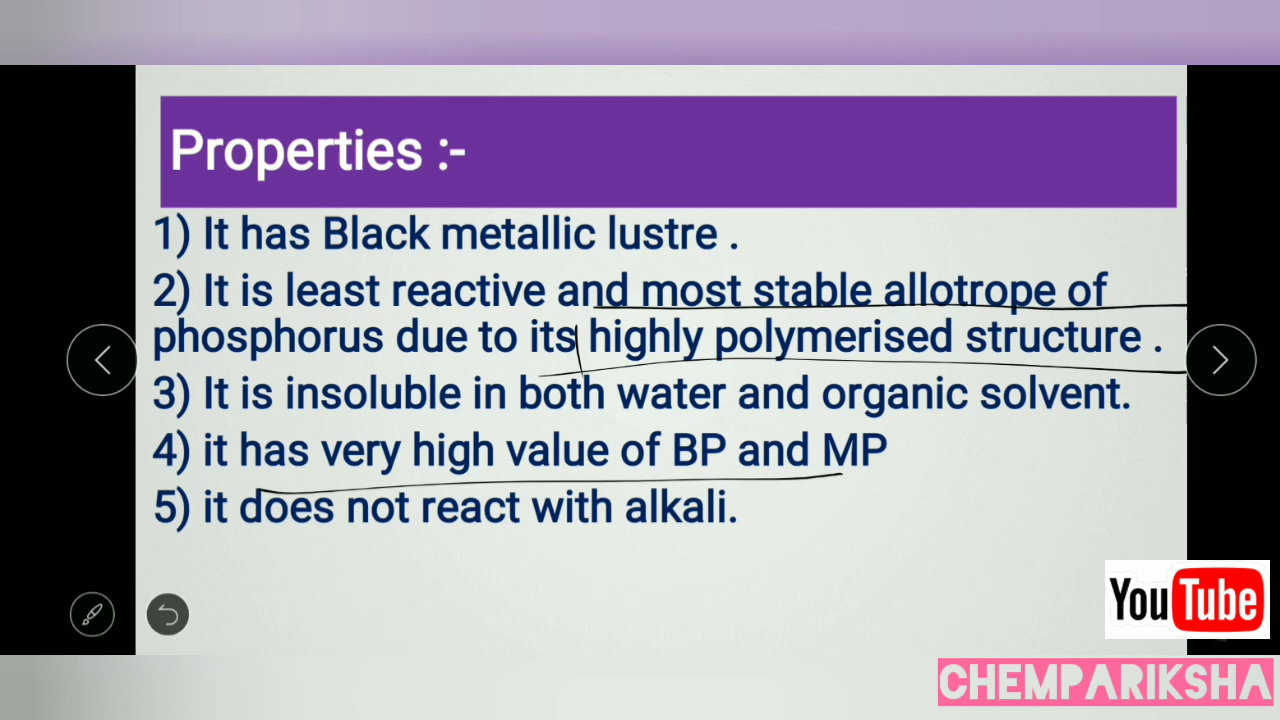 Properties :-
1) It has Black metallic lustre .
2) It is least reactive and most stable allotrope of
phosphorus due to its highly polymerised structure .
3) It is insoluble in both water and organic solvent.
4) it has very high value of BP and MP
5) it does not react with alkali.
YouTube
CHEMPARIKSHA